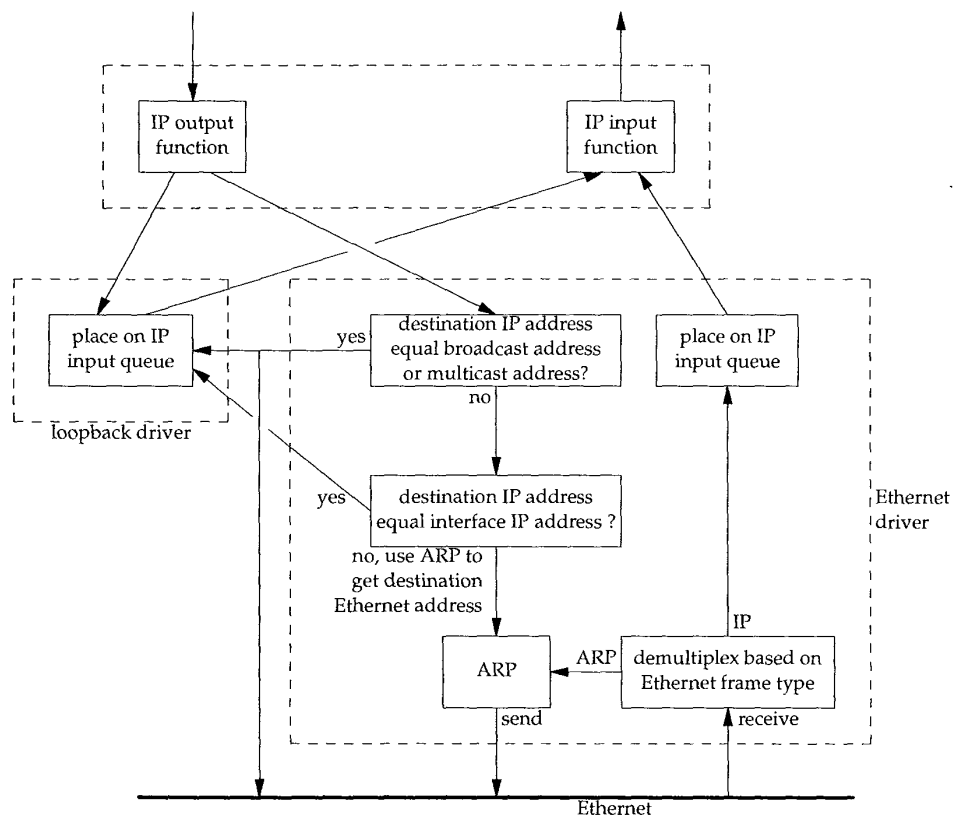 IP output
function
IP input
function
place on IP
input queue
loopback driver
yes
destination IP address
equal broadcast address
or multicast address?
no
place on IP
input queue
yes
destination IP address
equal interface IP address ?
no, use ARP to
get destination
Ethernet address
Ethernet
driver
ARP
send
ARP
IP
demultiplex based on
Ethernet frame type
receive
Ethernet